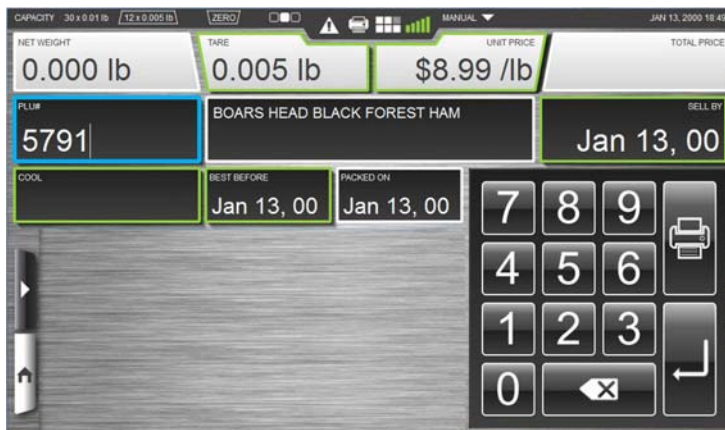 CAPACITY 30 x 0.01 lb 12 x 0.005 lb ZERO MANUAL JAN 13, 2000 18:49
NET WEIGHT TARE UNIT PRICE TOTAL PRICE
0.000 lb 0.005 lb $8.99 /lb
PLU# BOARS HEAD BLACK FOREST HAM SELL BY
5791 Jan 13, 00
COOL BEST BEFORE PACKED ON
Jan 13, 00 Jan 13, 00
7 8 9
4 5 6
1 2 3
0